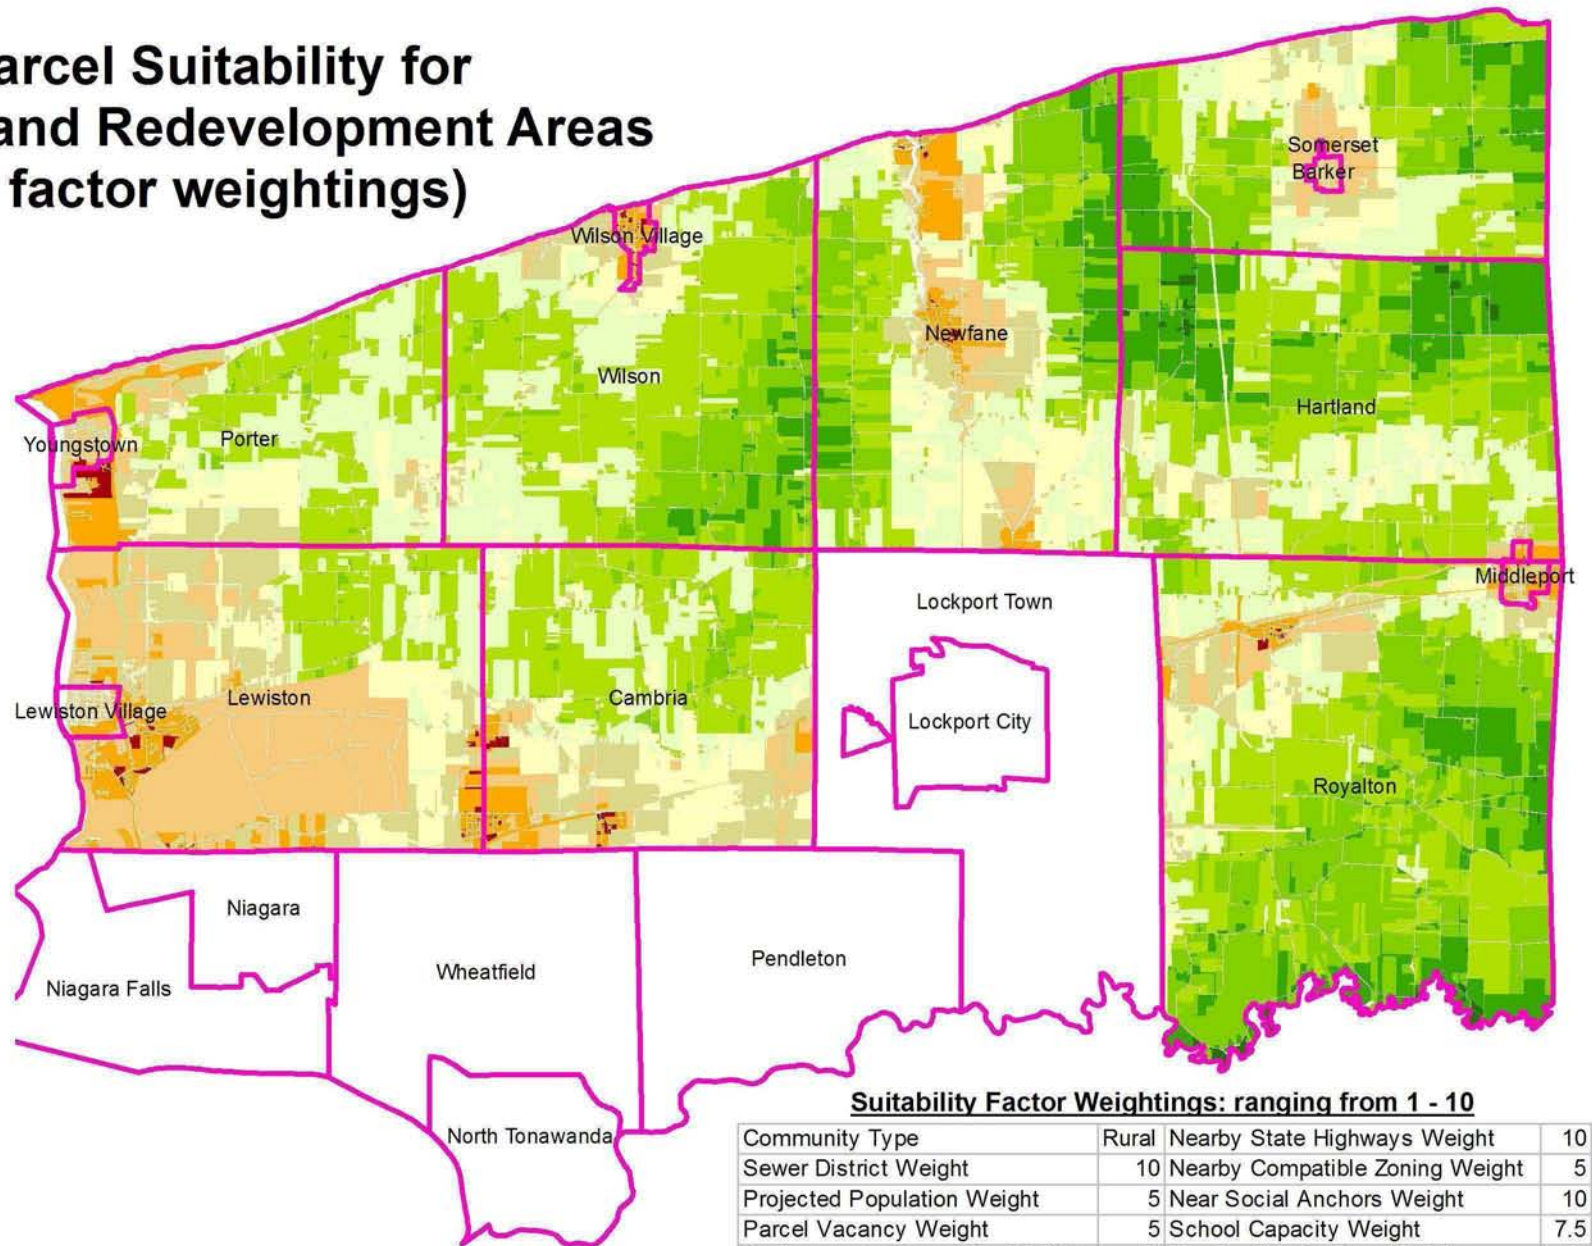 arcel Suitability for
and Redevelopment Areas
factor weightings)
Somerset
Barker
Wilson Village
Newfane
Wilson
Hartland
Youngstown
Porter
Middleport
Lockport Town
Lewiston Village
Lewiston
Cambria
Lockport City
Royalton
Niagara
Pendleton
Wheatfield
Niagara Falls
North Tonawanda
Suitability Factor Weightings: ranging from 1 - 10
Community Type Rural Nearby State Highways Weight 10
Sewer District Weight 10 Nearby Compatible Zoning Weight 5
Projected Population Weight 5 Near Social Anchors Weight 10
Parcel Vacancy Weight 5 School Capacity Weight 7.5